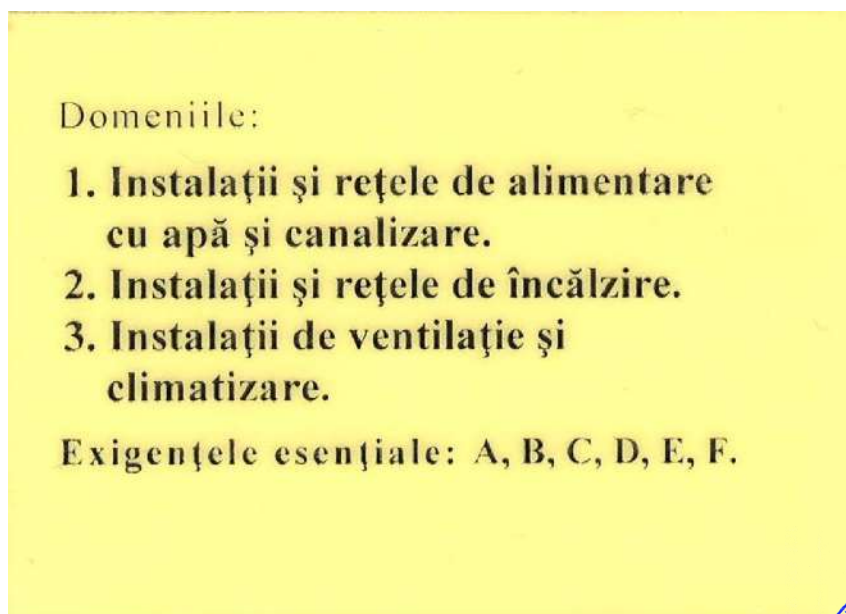 Domeniile:
1. Instalaţii şi reţele de alimentare
cu apă şi canalizare.
2. Instalaţii şi reţele de încălzire.
3. Instalaţii de ventilaţie şi
climatizare.
Exigenţele esenţiale: A, B, C, D, E, F.